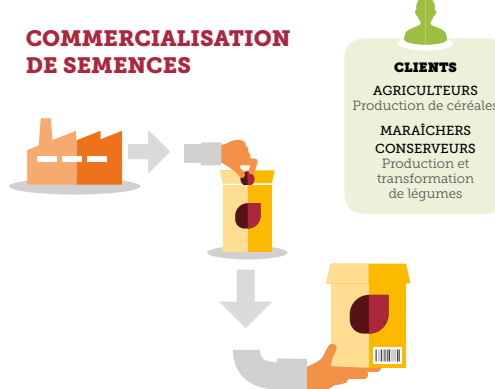 COMMERCIALISATION
DE SEMENCES
CLIENTS
AGRICULTEURS
Production de céréales
MARAÎCHERS
CONSERVEURS
Production et
transformation
de légumes